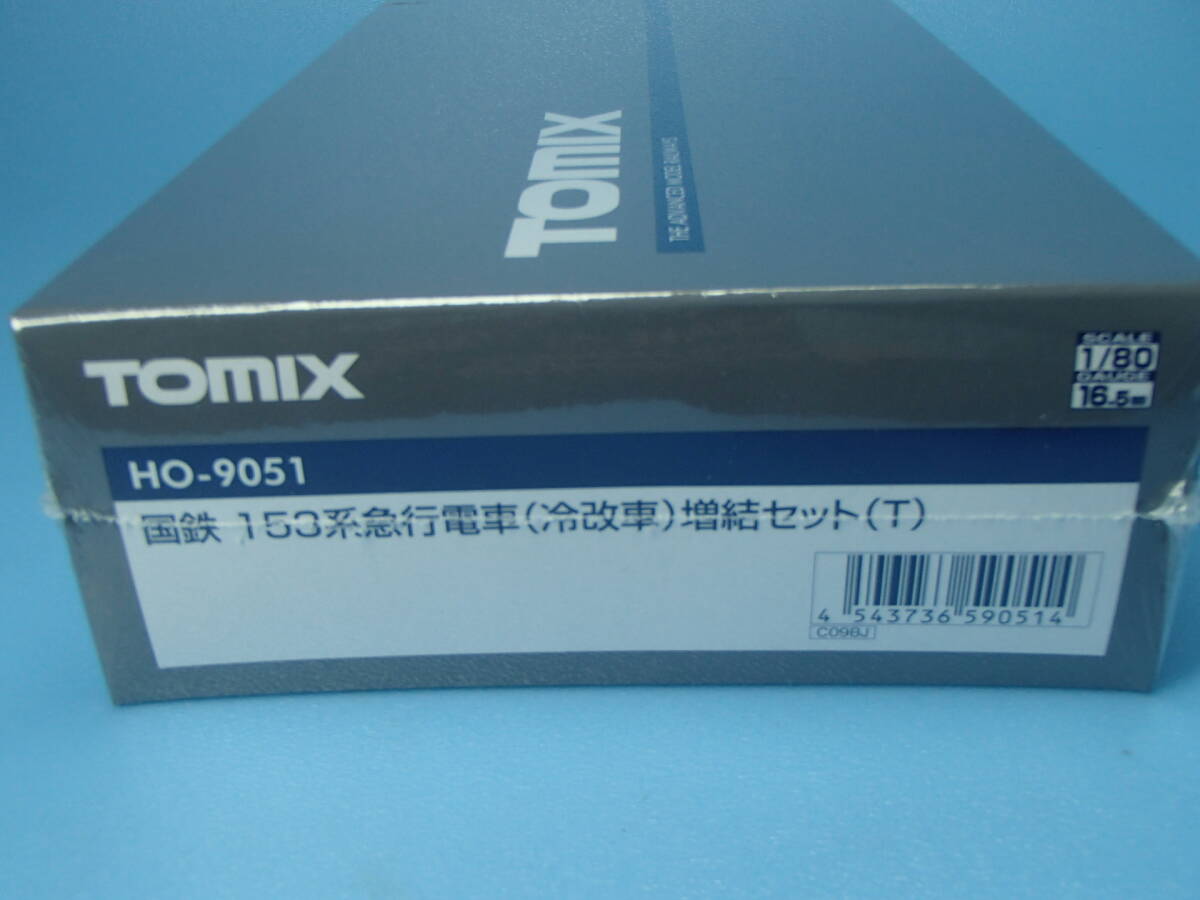 TOMIX
THE ADVANCED MODEL RAILWAYS
TOMIX
SCALE
1/80
GAUGE
16.5mm
HO-9051
国鉄 153系急行電車(冷改車)増結セット(T)
4 543736 590514
C09BJ